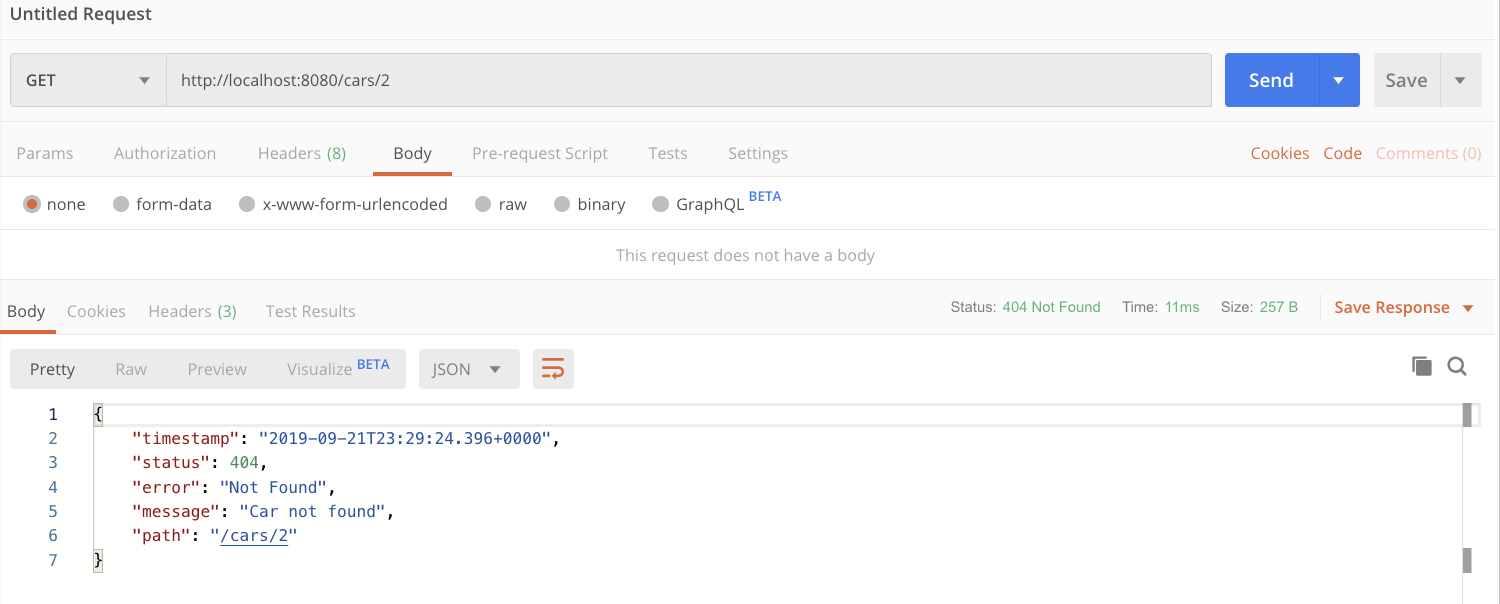 Untitled Request
GET http://localhost:8080/cars/2 Send Save
Params Authorization Headers (8) Body Pre-request Script Tests Settings Cookies Code Comments (0)
none form-data x-www-form-urlencoded raw binary GraphQL BETA
This request does not have a body
Body Cookies Headers (3) Test Results Status: 404 Not Found Time: 11ms Size: 257 B Save Response
Pretty Raw Preview Visualize BETA JSON
1 {
2 "timestamp": "2019-09-21T23:29:24.396+0000",
3 "status": 404,
4 "error": "Not Found",
5 "message": "Car not found",
6 "path": "/cars/2"
7 }